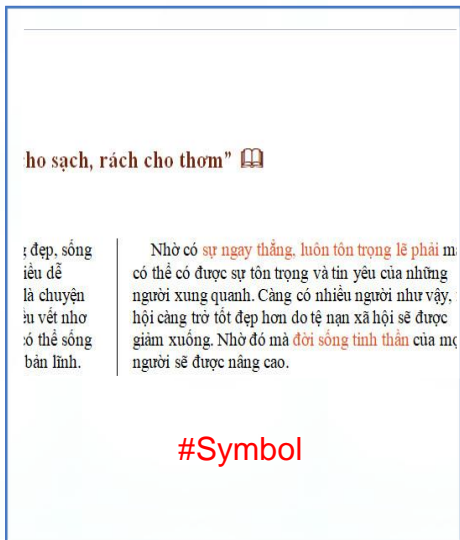 ho sạch, rách cho thơm"
đẹp, sống
iều dễ
là chuyện
ều vết nhơ
có thể sống
bản lĩnh.
Nhờ có sự ngay thẳng, luôn tôn trọng lẽ phải m
có thể có được sự tôn trọng và tin yêu của những
người xung quanh. Càng có nhiều người như vậy,
hội càng trở tốt đẹp hơn do tệ nạn xã hội sẽ được
giảm xuống. Nhờ đó mà đời sống tinh thần của mọ
người sẽ được nâng cao.
#Symbol